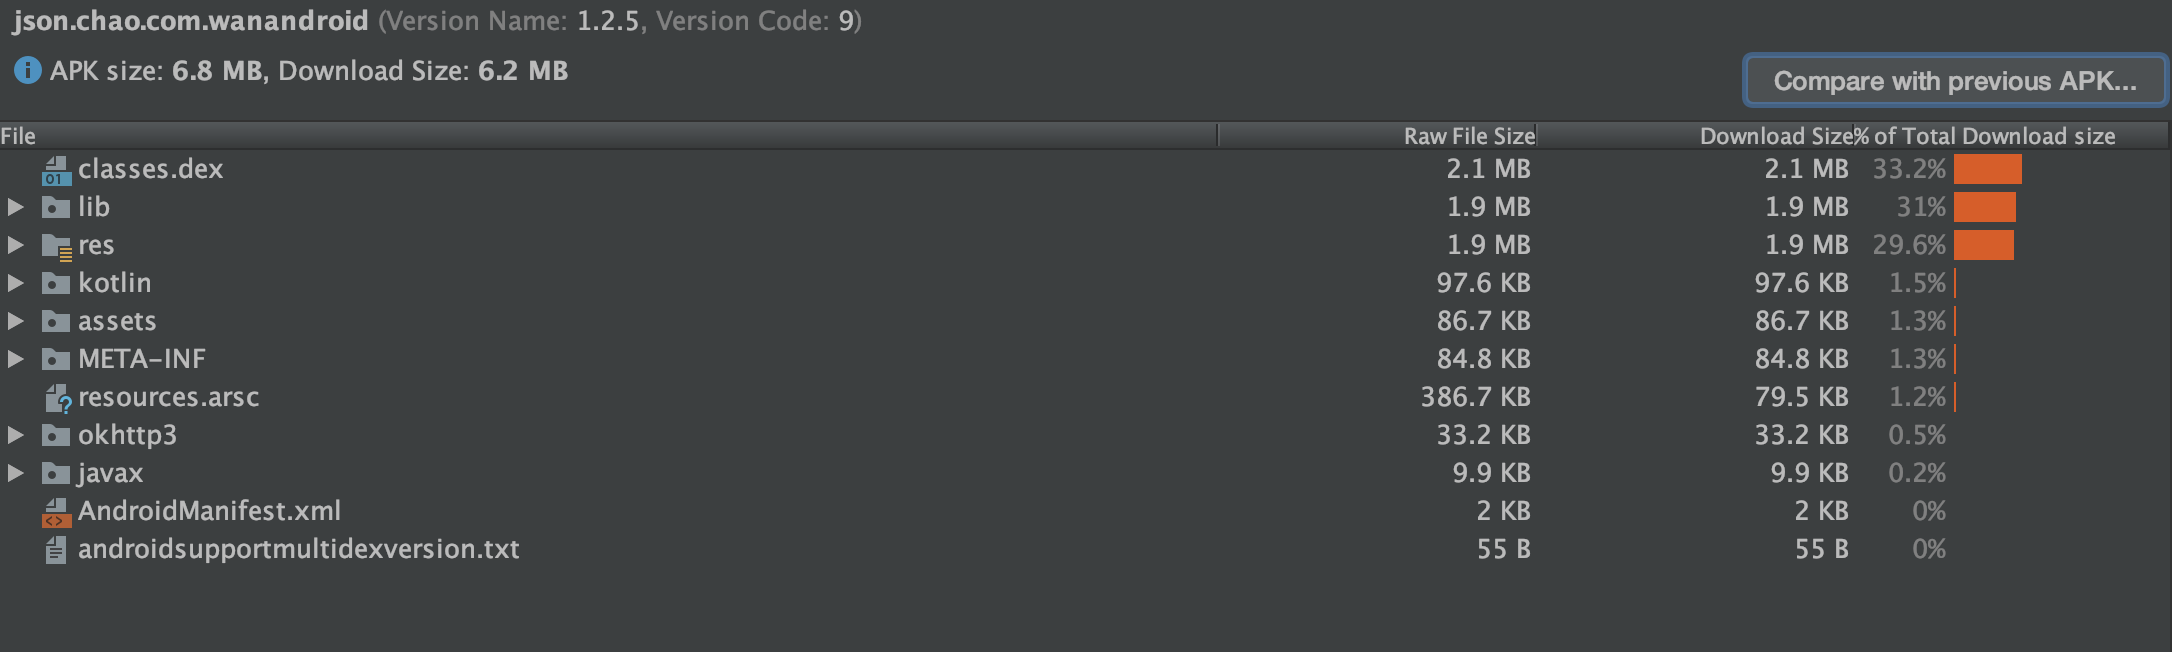 json.chao.com.wanandroid (Version Name: 1.2.5, Version Code: 9)
APK size: 6.8 MB, Download Size: 6.2 MB
Compare with previous APK...
File Raw File Size Download Size % of Total Download size
01 classes.dex 2.1 MB 2.1 MB 33.2%
lib 1.9 MB 1.9 MB 31%
res 1.9 MB 1.9 MB 29.6%
kotlin 97.6 KB 97.6 KB 1.5%
assets 86.7 KB 86.7 KB 1.3%
META-INF 84.8 KB 84.8 KB 1.3%
resources.arsc 386.7 KB 79.5 KB 1.2%
okhttp3 33.2 KB 33.2 KB 0.5%
javax 9.9 KB 9.9 KB 0.2%
AndroidManifest.xml 2 KB 2 KB 0%
androidsupportmultidexversion.txt 55 B 55 B 0%